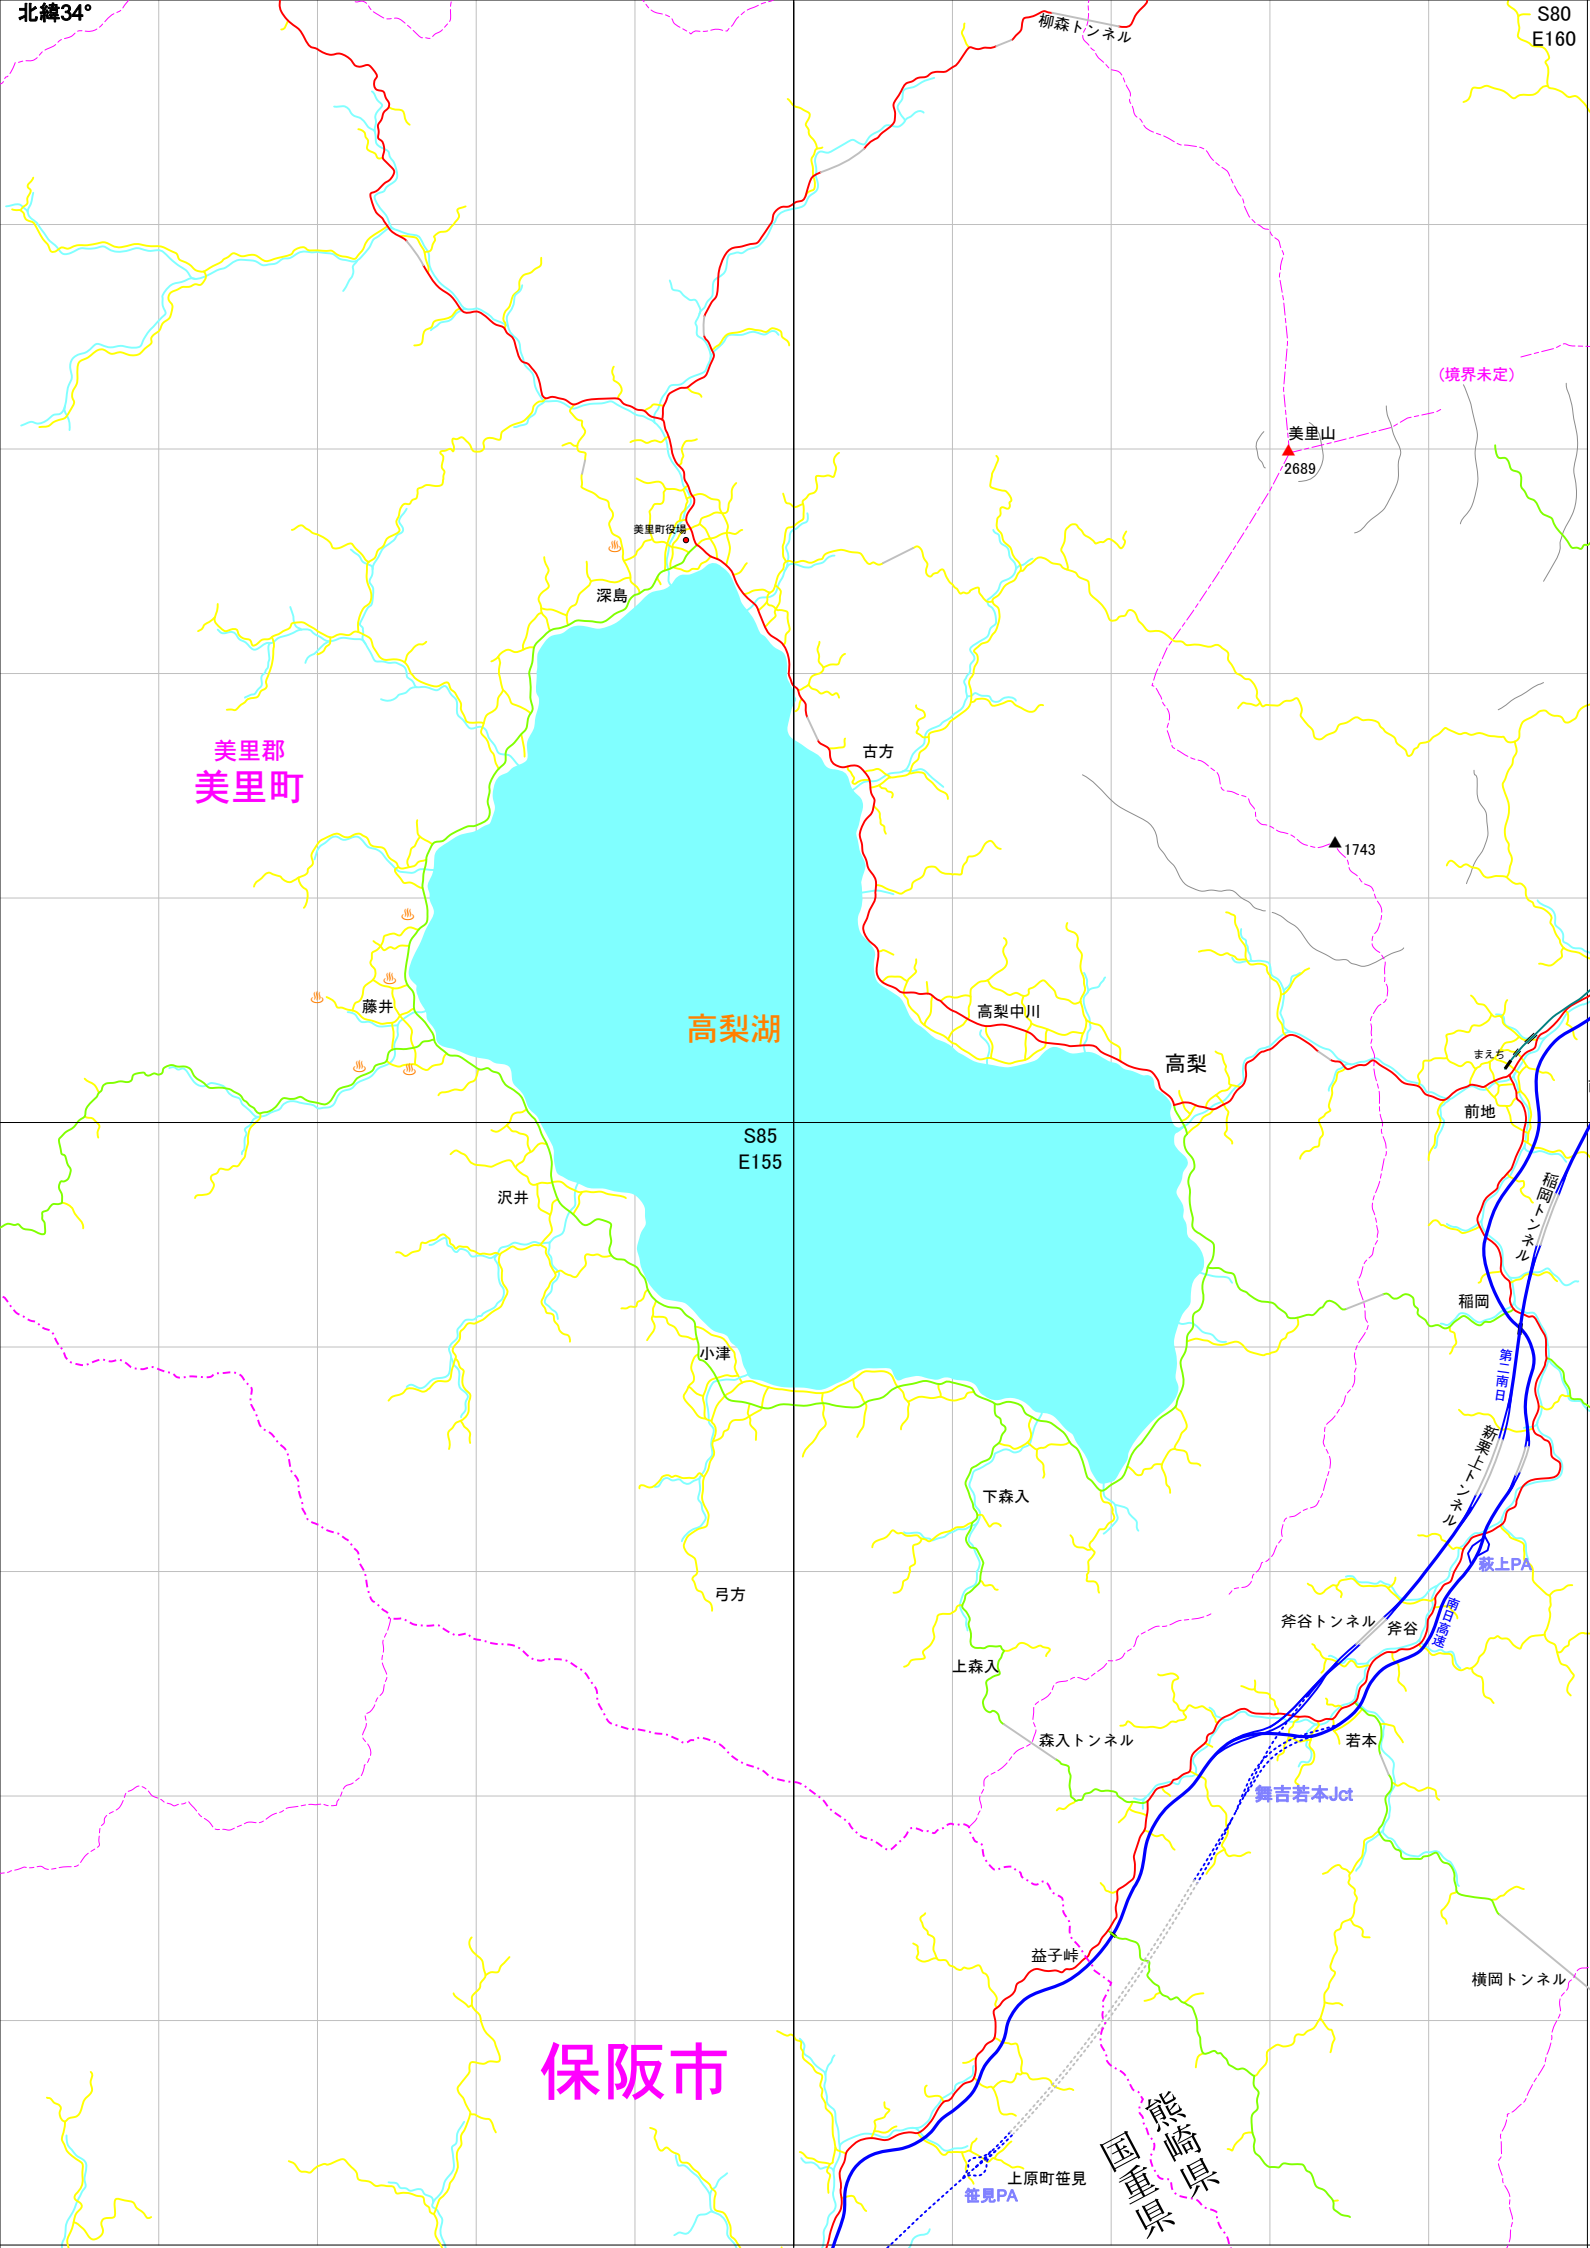 北緯34°
S80
E160
柳森トンネル
(境界未定)
美里山
2689
美里町役場
深島
美里郡
美里町
古方
1743
藤井
高梨湖
高梨中川
高梨
まえち
前地
S85
E155
沢井
稲岡トンネル
稲岡
小津
第二南日
新栗上トンネル
下森入
萩上PA
弓方
南日高速
斧谷トンネル
斧谷
上森入
森入トンネル
若本
舞吉若本Jct
益子峠
横岡トンネル
保阪市
熊崎県
国重県
上原町笹見
笹見PA